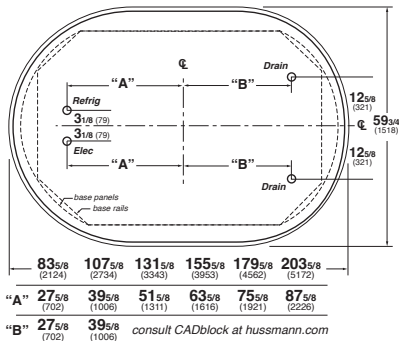 ℄
Drain
“A”
“B”
Refrig
12 5/8
(321)
3 1/8 (79)
℄ 59 3/4
(1518)
3 1/8 (79)
Elec
12 5/8
(321)
“A”
“B”
Drain
base panels
base rails
83 5/8 107 5/8 131 5/8 155 5/8 179 5/8 203 5/8
(2124) (2734) (3343) (3953) (4562) (5172)
“A” 27 5/8 39 5/8 51 5/8 63 5/8 75 5/8 87 5/8
(702) (1006) (1311) (1616) (1921) (2226)
“B” 27 5/8 39 5/8 consult CADblock at hussmann.com
(702) (1006)